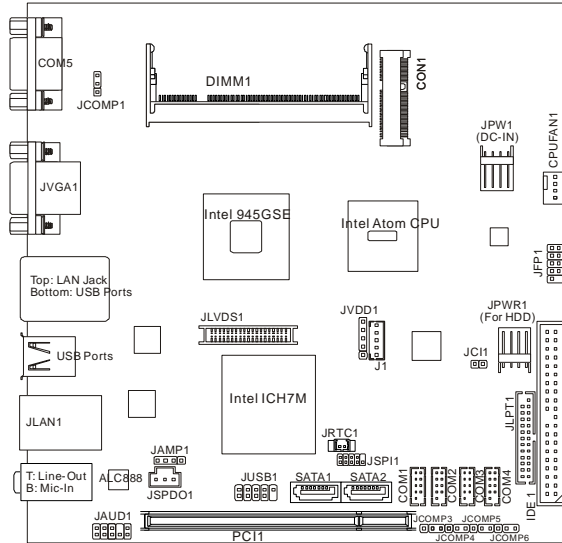 COM5
JCOMP1
DIMM1
CON1
JPW1
(DC-IN)
CPUFAN1
JVGA1
Intel 945GSE
Intel Atom CPU
JFP1
Top: LAN Jack
Bottom: USB Ports
JLVDS1
JVDD1
J1
JPWR1
(For HDD)
JCI1
USB Ports
Intel ICH7M
JLPT1
JLAN1
JRTC1
JAMP1
JSPI1
T: Line-Out
B: Mic-In
ALC888
JSPDO1
JUSB1
SATA1
SATA2
COM1
COM2
COM3
COM4
IDE 1
JAUD1
PCI1
JCOMP3
JCOMP4
JCOMP5
JCOMP6